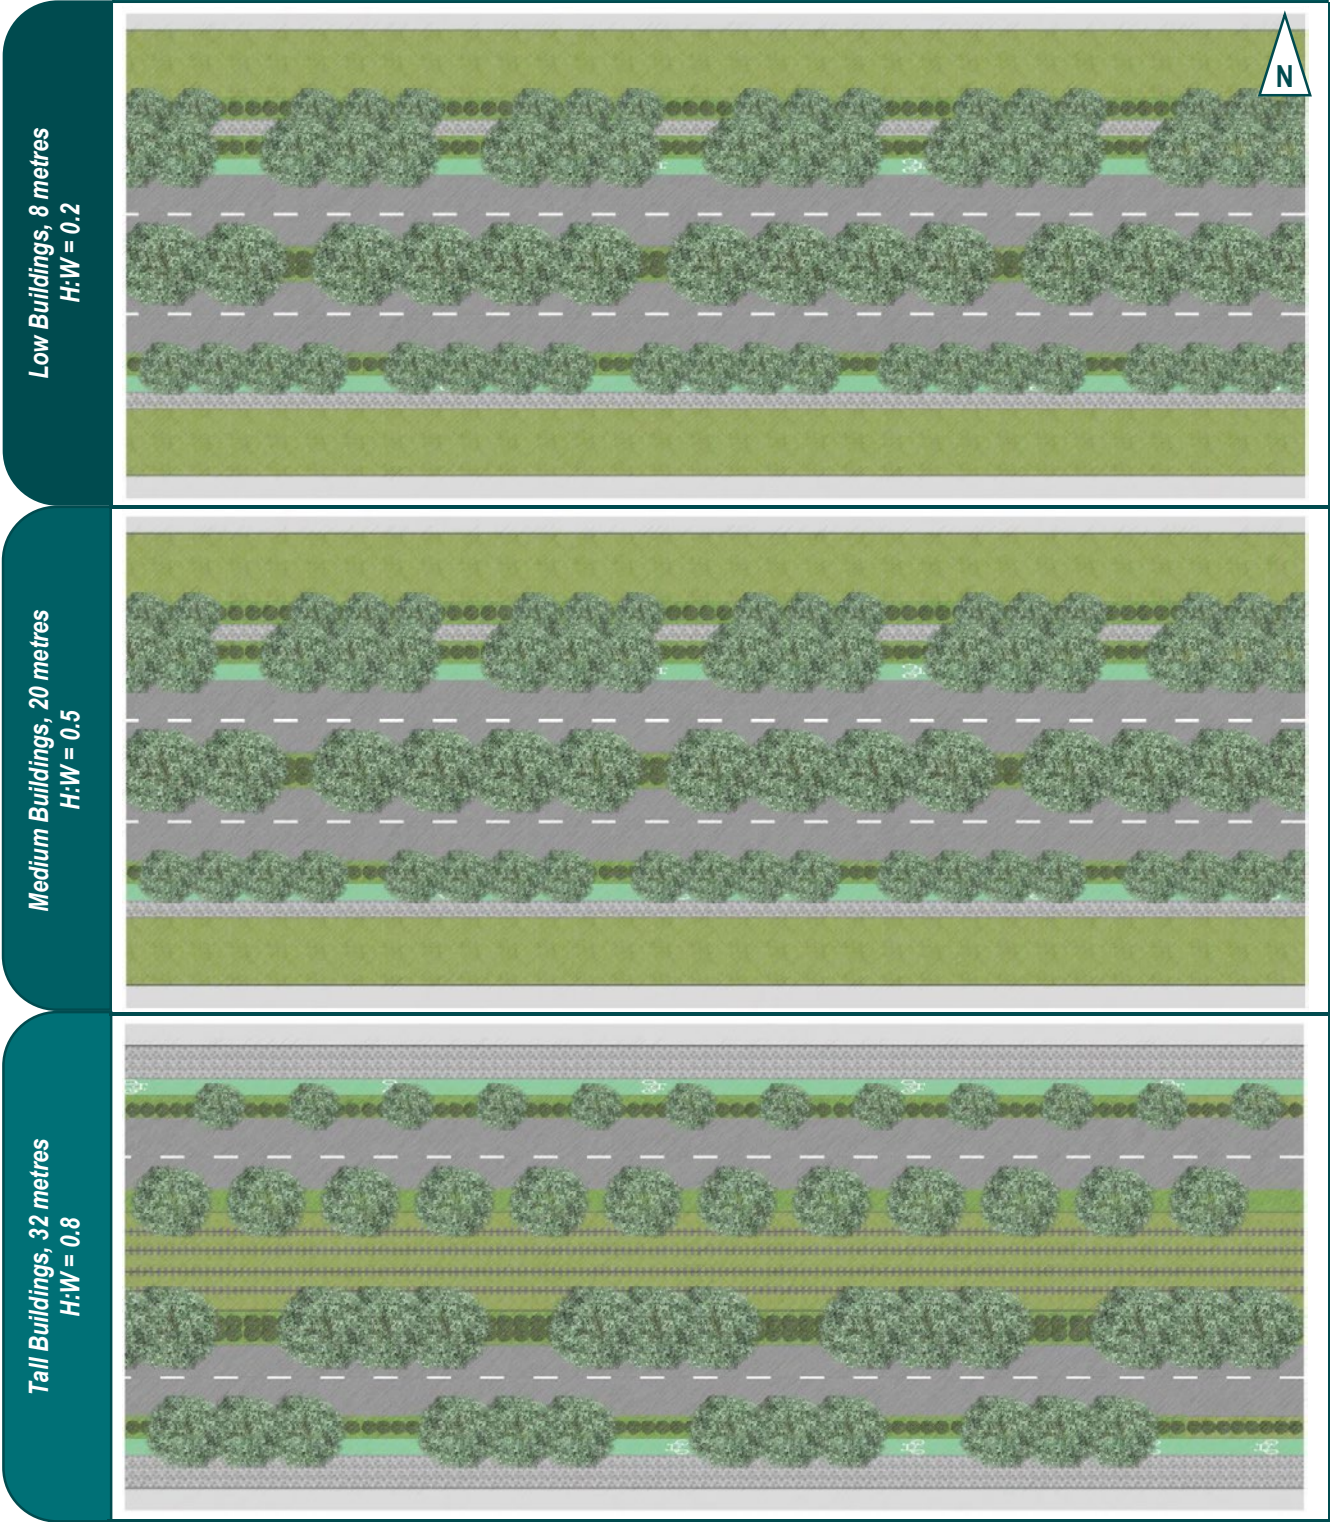 N
Low Buildings, 8 metres
H:W = 0.2
Medium Buildings, 20 metres
H:W = 0.5
Tall Buildings, 32 metres
H:W = 0.8